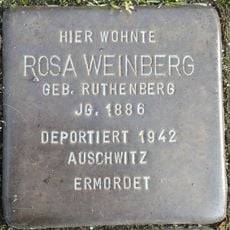 HIER WOHNTE
ROSA WEINBERG
GEB. RUTHENBERG
JG. 1886
DEPORTIERT 1942
AUSCHWITZ
ERMORDET